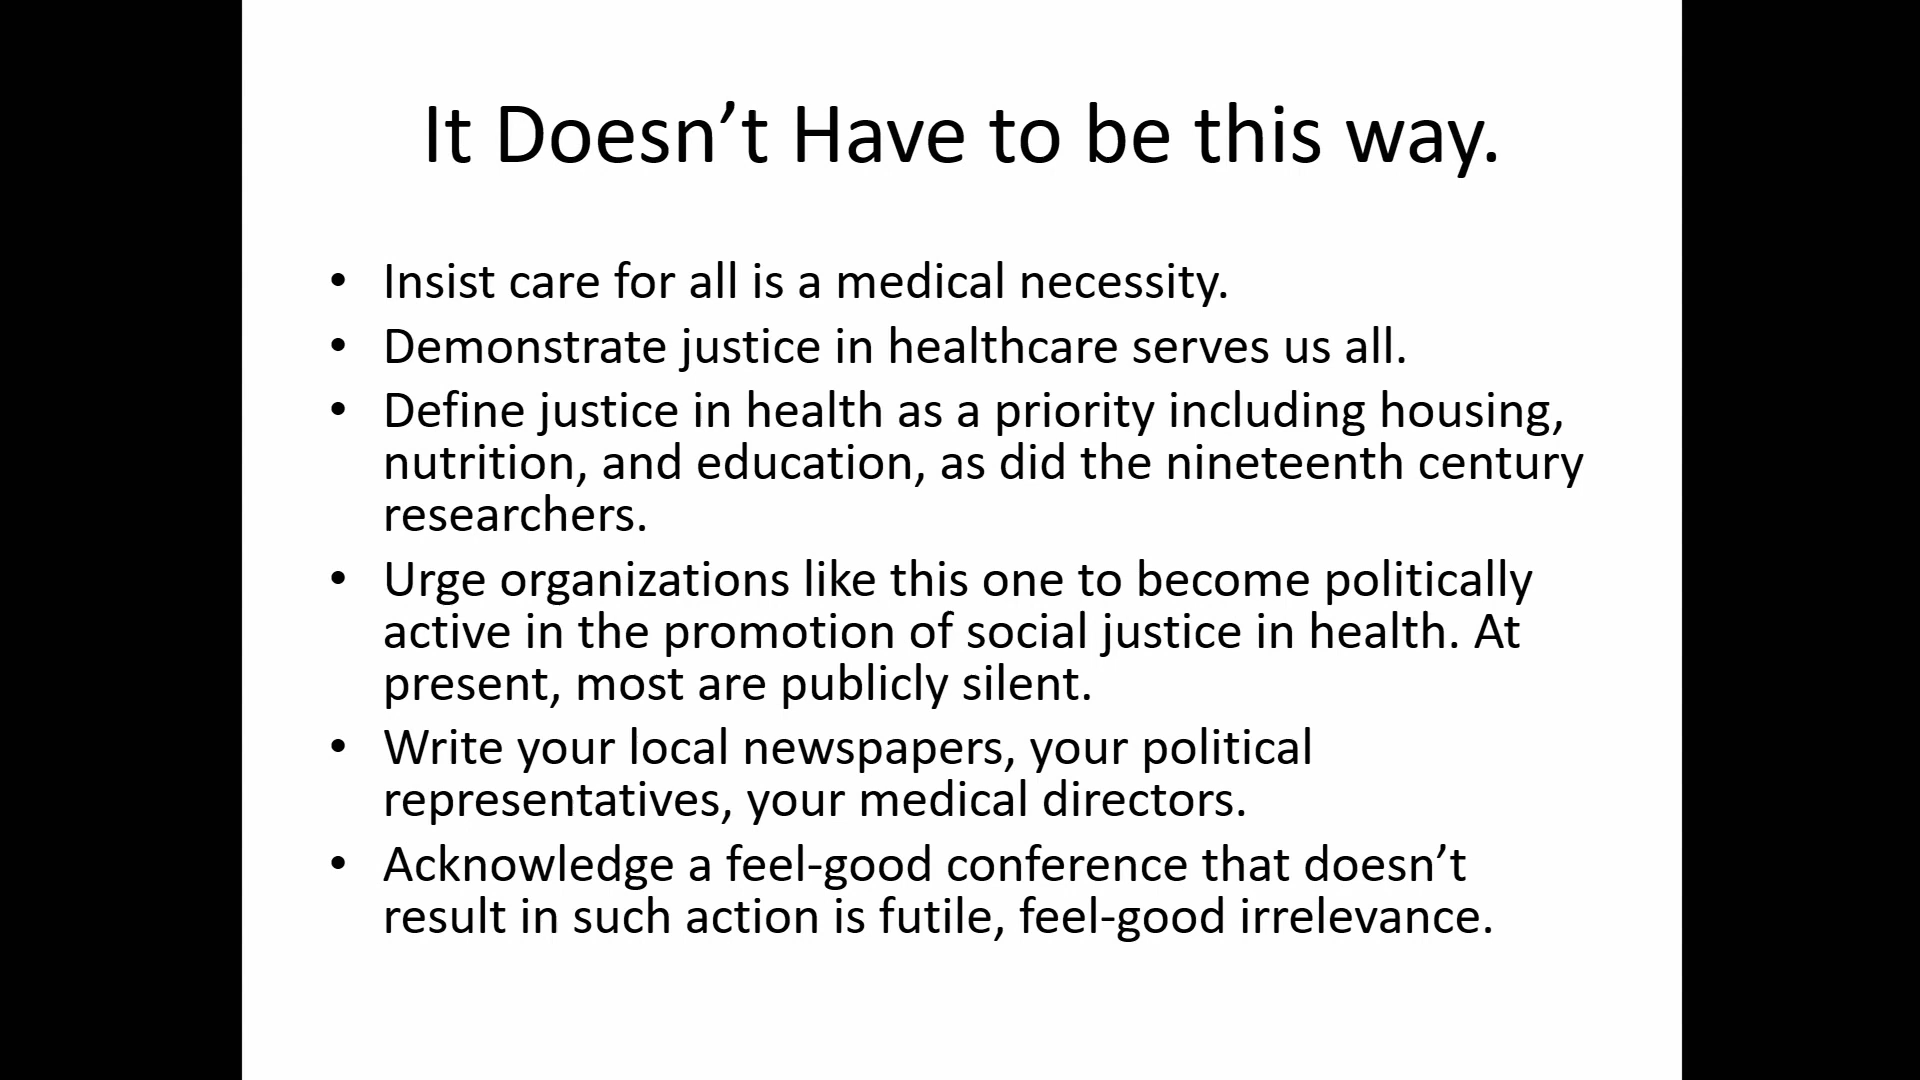 It Doesn’t Have to be this way.
• Insist care for all is a medical necessity.
• Demonstrate justice in healthcare serves us all.
• Define justice in health as a priority including housing,
nutrition, and education, as did the nineteenth century
researchers.
• Urge organizations like this one to become politically
active in the promotion of social justice in health. At
present, most are publicly silent.
• Write your local newspapers, your political
representatives, your medical directors.
• Acknowledge a feel-good conference that doesn’t
result in such action is futile, feel-good irrelevance.